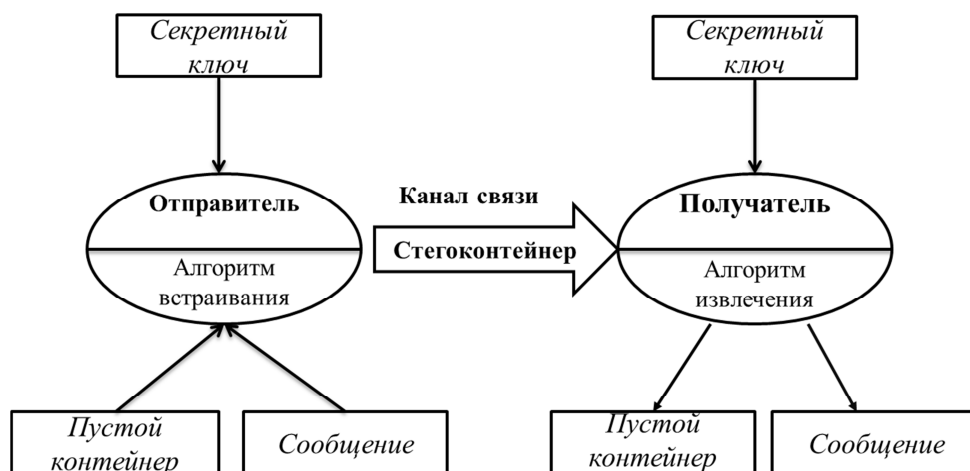 Секретный
ключ
Секретный
ключ
Отправитель
Алгоритм
встраивания
Канал связи
Стегоконтейнер
Получатель
Алгоритм
извлечения
Пустой
контейнер
Сообщение
Пустой
контейнер
Сообщение